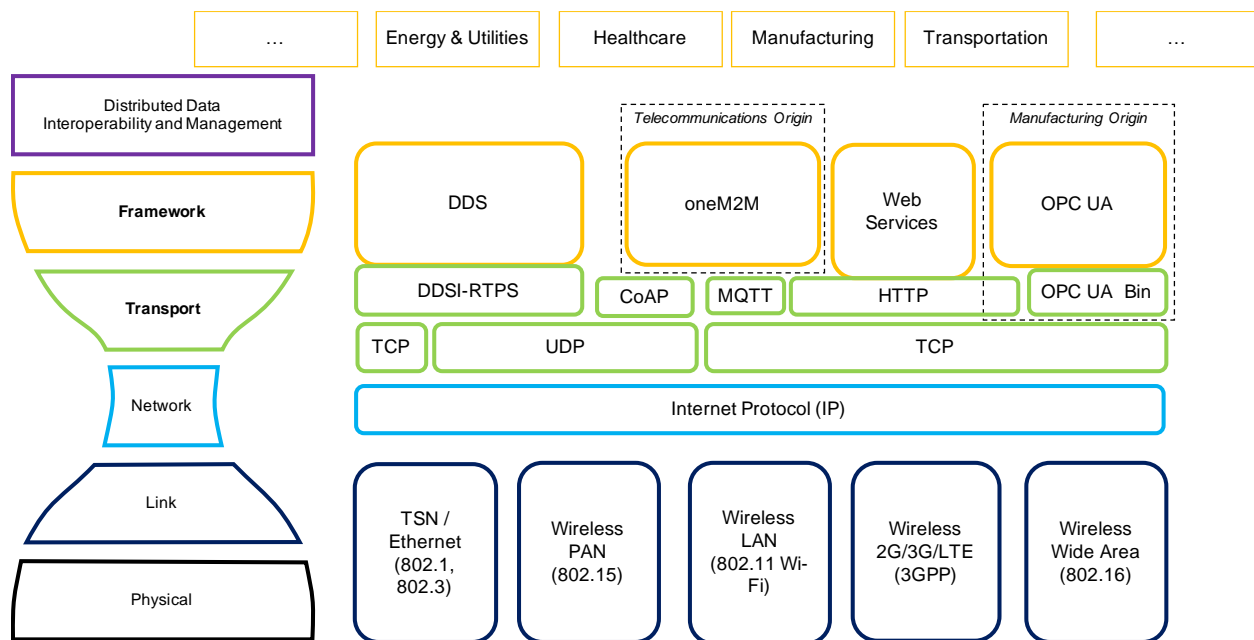 …
Energy & Utilities
Healthcare
Manufacturing
Transportation
…
Distributed Data
Interoperability and Management
Telecommunications Origin
Manufacturing Origin
Framework
DDS
oneM2M
Web
Services
OPC UA
Transport
DDSI-RTPS
CoAP
MQTT
HTTP
OPC UA Bin
TCP
UDP
TCP
Network
Internet Protocol (IP)
Link
TSN /
Ethernet
(802.1,
802.3)
Wireless
PAN
(802.15)
Wireless
LAN
(802.11 Wi-
Fi)
Wireless
2G/3G/LTE
(3GPP)
Wireless
Wide Area
(802.16)
Physical